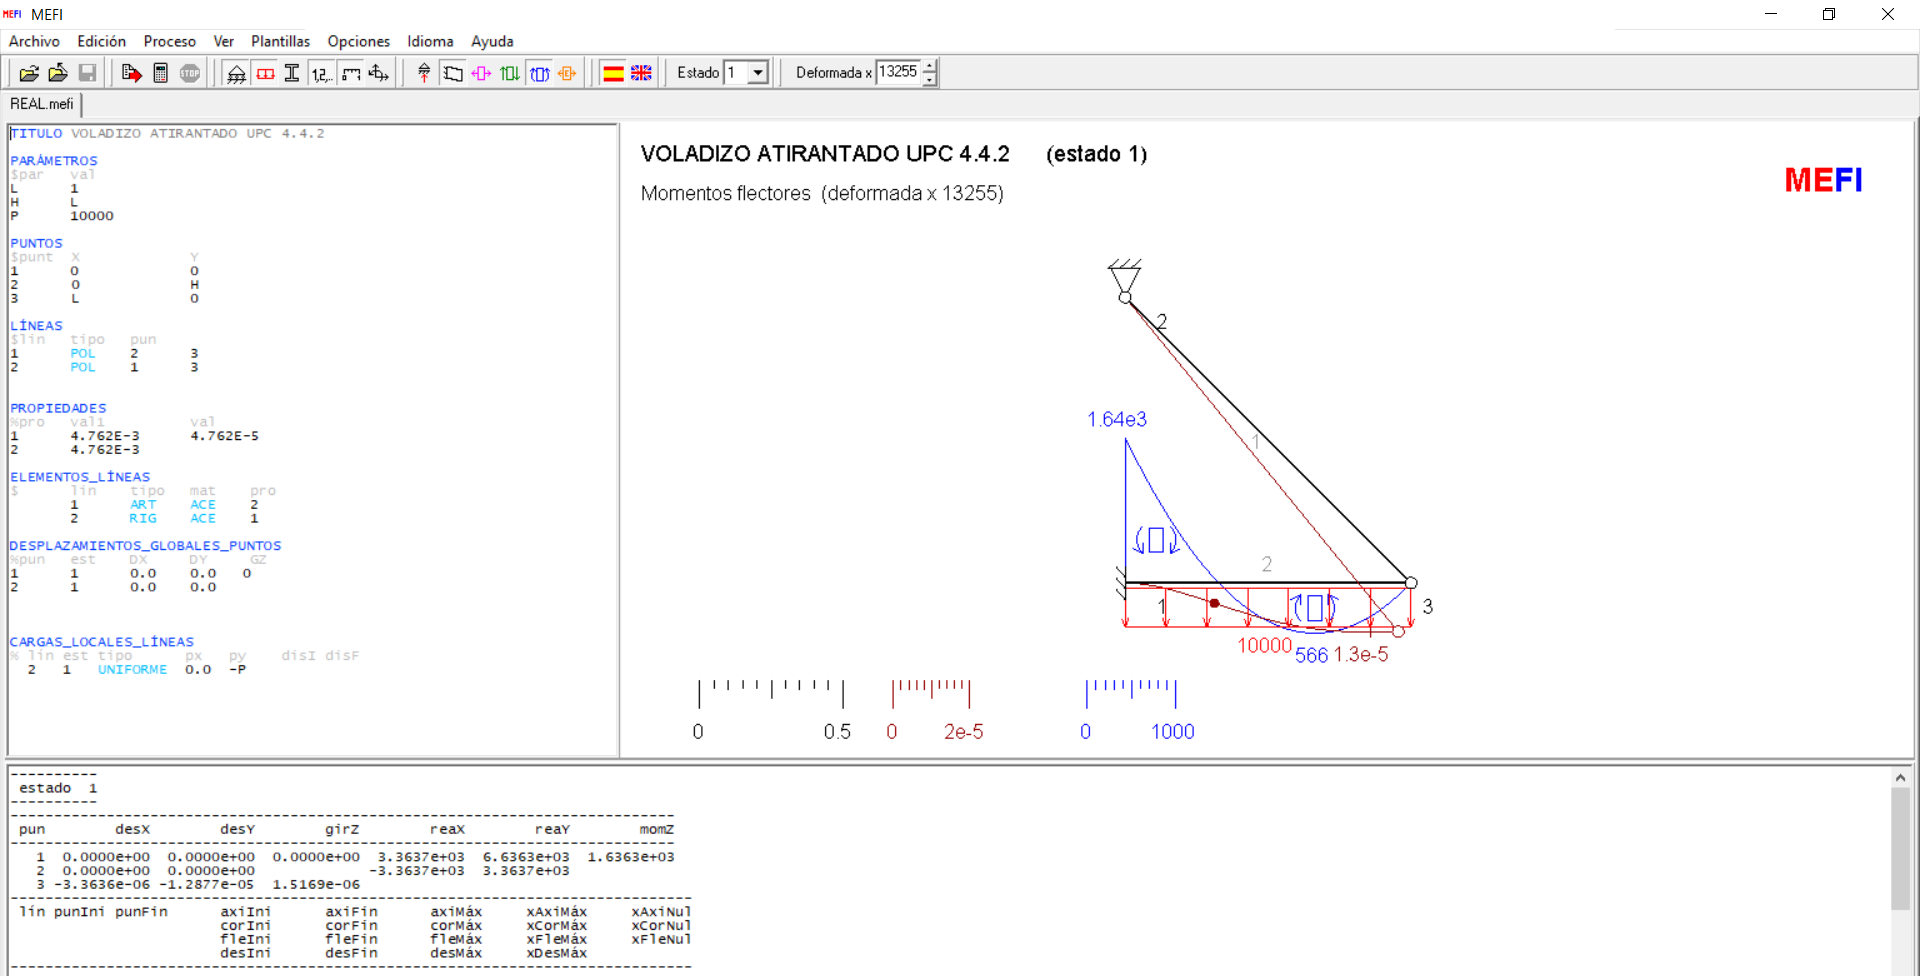 MEFI MEFI
Archivo Edición Proceso Ver Plantillas Opciones Idioma Ayuda
STOP 1,2,.. Estado 1 Deformada x 13255
REAL.mefi
TITULO VOLADIZO ATIRANTADO UPC 4.4.2
PARÁMETROS
$par val
L 1
H L
P 10000
PUNTOS
$punt X Y
1 0 0
2 0 H
3 L 0
LÍNEAS
$lin tipo pun
1 POL 2 3
2 POL 1 3
PROPIEDADES
%pro val1 val
1 4.762E-3 4.762E-5
2 4.762E-3
ELEMENTOS_LÍNEAS
$ lin tipo mat pro
1 ART ACE 2
2 RIG ACE 1
DESPLAZAMIENTOS_GLOBALES_PUNTOS
%pun est DX DY GZ
1 1 0.0 0.0 0
2 1 0.0 0.0
CARGAS_LOCALES_LÍNEAS
% lin est tipo px py disI disF
2 1 UNIFORME 0.0 -P
VOLADIZO ATIRANTADO UPC 4.4.2 (estado 1)
MEFI
Momentos flectores (deformada x 13255)
2
1.64e3
1
2
1
3
10000
566
1.3e-5
0 0.5 0 2e-5 0 1000
----------
estado 1
----------
---------------------------------------------------------------------------
pun desX desY girZ reaX reaY momZ
---------------------------------------------------------------------------
1 0.0000e+00 0.0000e+00 0.0000e+00 3.3637e+03 6.6363e+03 1.6363e+03
2 0.0000e+00 0.0000e+00 -3.3637e+03 3.3637e+03
3 -3.3636e-06 -1.2877e-05 1.5169e-06
-----------------------------------------------------------------------------
lín punIni punFin axiIni axiFin axiMáx xAxiMáx xAxiNul
corIni corFin corMáx xCorMáx xCorNul
fleIni fleFin fleMáx xFleMáx xFleNul
desIni desFin desMáx xDesMáx
-----------------------------------------------------------------------------